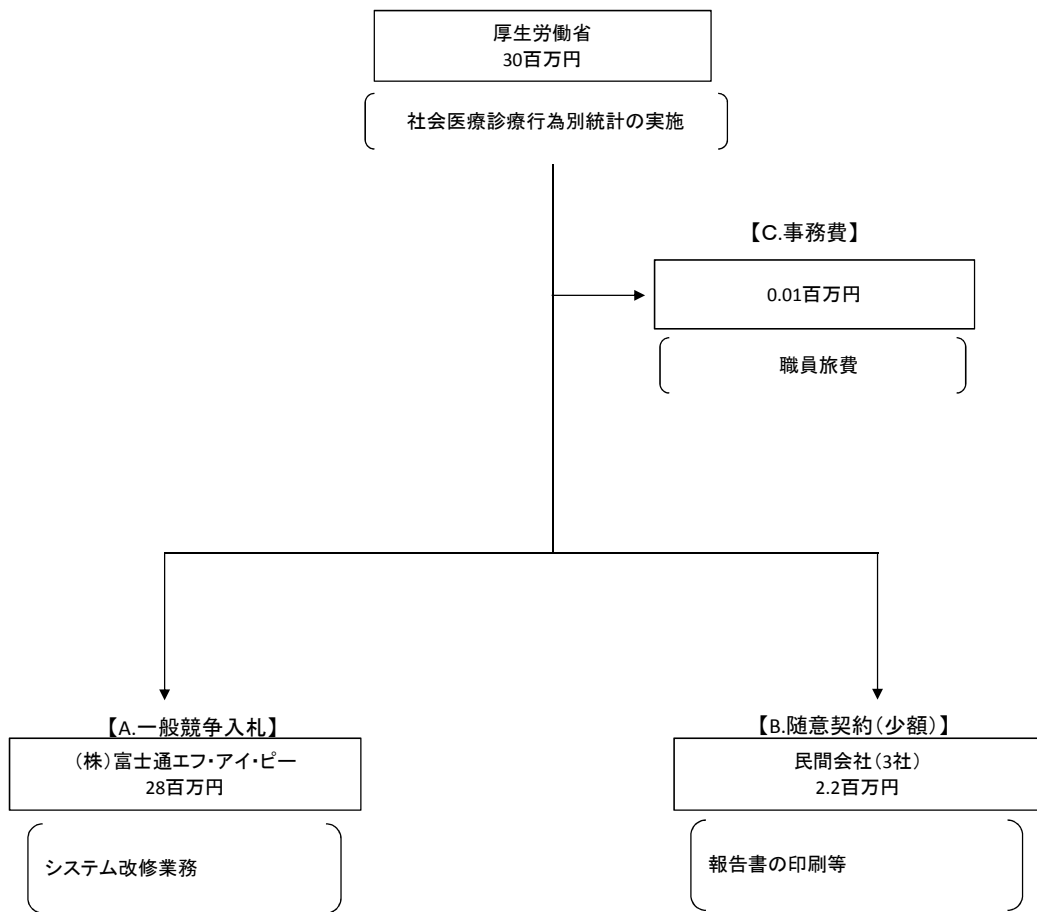 厚生労働省
30百万円
社会医療診療行為別統計の実施
【C.事務費】
0.01百万円
職員旅費
【A.一般競争入札】
(株)富士通エフ・アイ・ピー
28百万円
システム改修業務
【B.随意契約(少額)】
民間会社(3社)
2.2百万円
報告書の印刷等